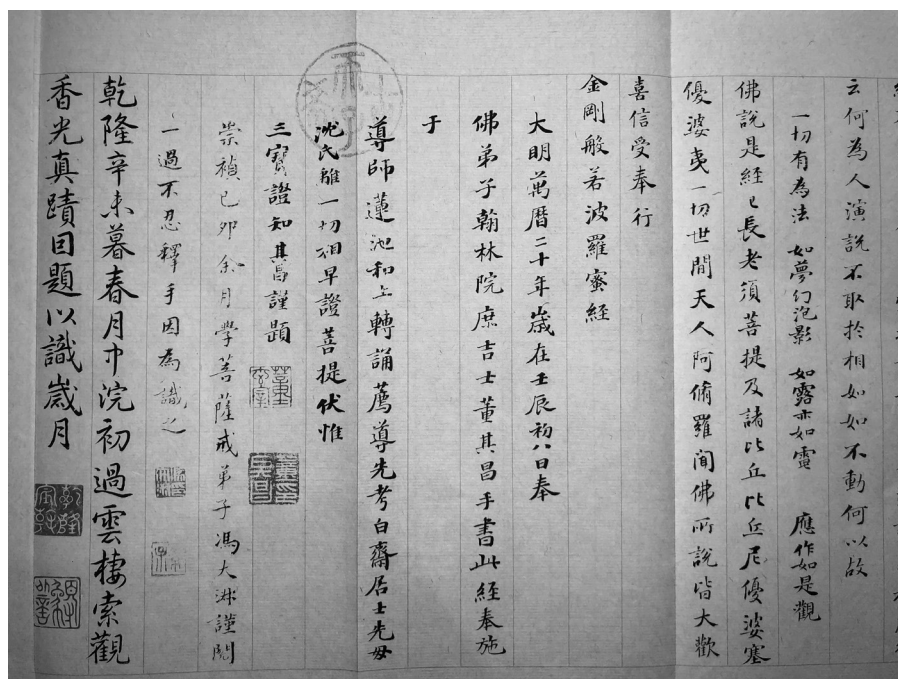 云何為人演說不取於相如如不動何以故
一切有為法 如夢幻泡影 如露亦如電 應作如是觀
佛說是經已長老須菩提及諸比丘比丘尼優婆塞
優婆夷一切世間天人阿脩羅聞佛所說皆大歡
喜信受奉行
金剛般若波羅蜜經
大明萬曆二十年歲在壬辰初八日奉
佛弟子翰林院庶吉士董其昌手書此經奉施
于
導師蓮池和上轉誦薦導先考白齋居士先母
沈氏離一切相早證菩提伏惟
三寶證知其昌謹題
崇禎己卯余月學菩薩戒弟子馮大 謹閱
一過不忍釋手因為識之
乾隆辛未暮春月中浣初過雲棲索觀
香光真蹟因題以識歲月
乾隆宸翰